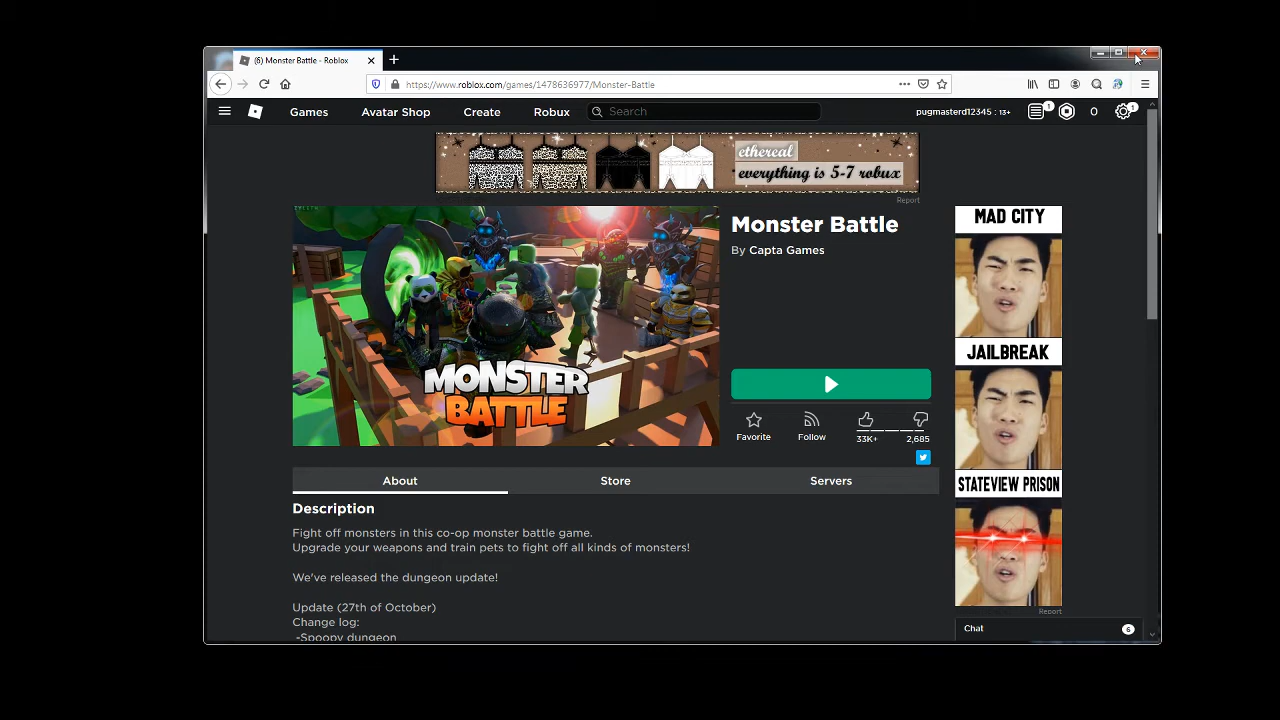 (6) Monster Battle - Roblox
https://www.roblox.com/games/1478636977/Monster-Battle
Games Avatar Shop Create Robux Search pugmasterd12345 : 13+ 1 0 1
ethereal
everything is 5-7 robux
Report
MONSTER
BATTLE
Monster Battle
By Capta Games
Favorite Follow 33K+ 2,685
MAD CITY
JAILBREAK
STATEVIEW PRISON
Report
About Store Servers
Description
Fight off monsters in this co-op monster battle game.
Upgrade your weapons and train pets to fight off all kinds of monsters!
We've released the dungeon update!
Update (27th of October)
Change log:
-Spoopy dungeon
Chat 6